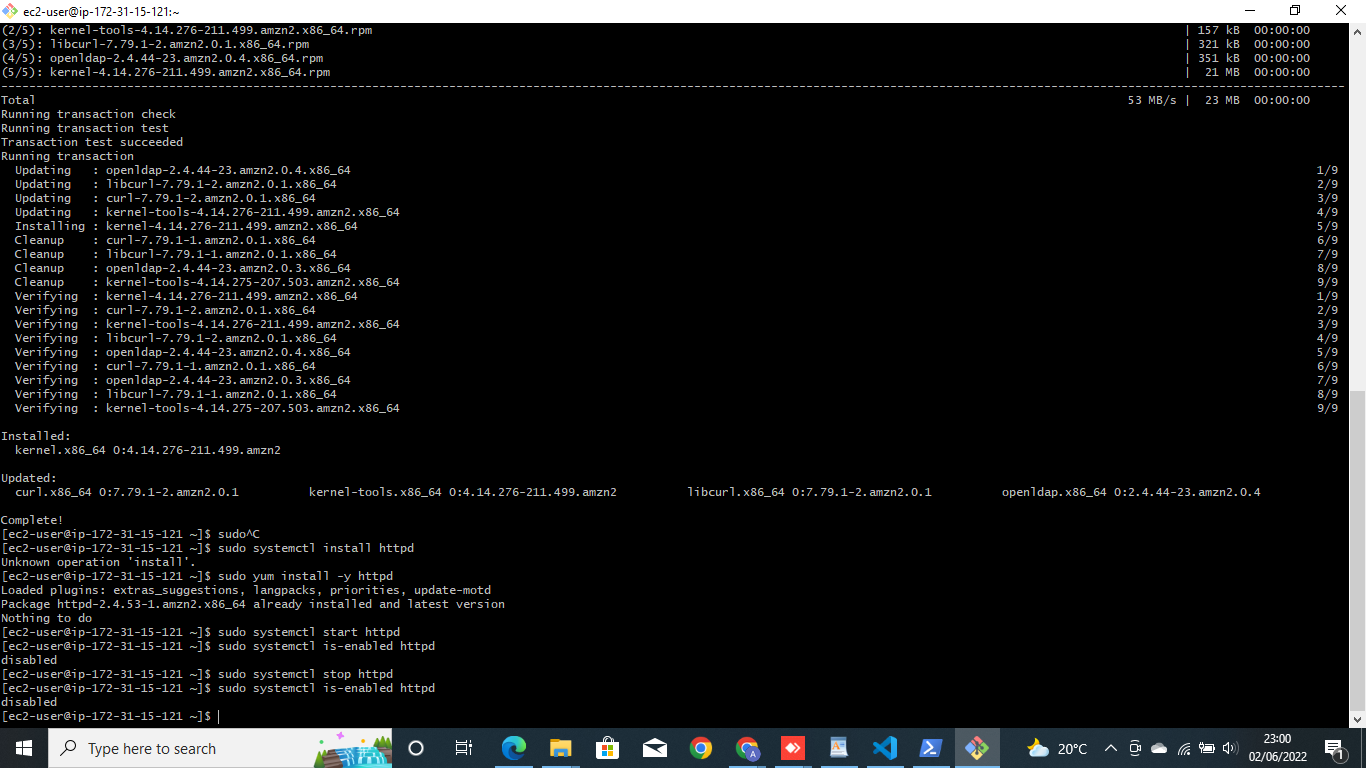 ec2-user@ip-172-31-15-121:~
(2/5): kernel-tools-4.14.276-211.499.amzn2.x86_64.rpm | 157 kB 00:00:00
(3/5): libcurl-7.79.1-2.amzn2.0.1.x86_64.rpm | 321 kB 00:00:00
(4/5): openldap-2.4.44-23.amzn2.0.4.x86_64.rpm | 351 kB 00:00:00
(5/5): kernel-4.14.276-211.499.amzn2.x86_64.rpm | 21 MB 00:00:00
--------------------------------------------------------------------------------
Total 53 MB/s | 23 MB 00:00:00
Running transaction check
Running transaction test
Transaction test succeeded
Running transaction
Updating : openldap-2.4.44-23.amzn2.0.4.x86_64 1/9
Updating : libcurl-7.79.1-2.amzn2.0.1.x86_64 2/9
Updating : curl-7.79.1-2.amzn2.0.1.x86_64 3/9
Updating : kernel-tools-4.14.276-211.499.amzn2.x86_64 4/9
Installing : kernel-4.14.276-211.499.amzn2.x86_64 5/9
Cleanup : curl-7.79.1-1.amzn2.0.1.x86_64 6/9
Cleanup : libcurl-7.79.1-1.amzn2.0.1.x86_64 7/9
Cleanup : openldap-2.4.44-23.amzn2.0.3.x86_64 8/9
Cleanup : kernel-tools-4.14.275-207.503.amzn2.x86_64 9/9
Verifying : kernel-4.14.276-211.499.amzn2.x86_64 1/9
Verifying : curl-7.79.1-2.amzn2.0.1.x86_64 2/9
Verifying : kernel-tools-4.14.276-211.499.amzn2.x86_64 3/9
Verifying : libcurl-7.79.1-2.amzn2.0.1.x86_64 4/9
Verifying : openldap-2.4.44-23.amzn2.0.4.x86_64 5/9
Verifying : curl-7.79.1-1.amzn2.0.1.x86_64 6/9
Verifying : openldap-2.4.44-23.amzn2.0.3.x86_64 7/9
Verifying : libcurl-7.79.1-1.amzn2.0.1.x86_64 8/9
Verifying : kernel-tools-4.14.275-207.503.amzn2.x86_64 9/9
Installed:
kernel.x86_64 0:4.14.276-211.499.amzn2
Updated:
curl.x86_64 0:7.79.1-2.amzn2.0.1 kernel-tools.x86_64 0:4.14.276-211.499.amzn2 libcurl.x86_64 0:7.79.1-2.amzn2.0.1 openldap.x86_64 0:2.4.44-23.amzn2.0.4
Complete!
[ec2-user@ip-172-31-15-121 ~]$ sudo^C
[ec2-user@ip-172-31-15-121 ~]$ sudo systemctl install httpd
Unknown operation 'install'.
[ec2-user@ip-172-31-15-121 ~]$ sudo yum install -y httpd
Loaded plugins: extras_suggestions, langpacks, priorities, update-motd
Package httpd-2.4.53-1.amzn2.x86_64 already installed and latest version
Nothing to do
[ec2-user@ip-172-31-15-121 ~]$ sudo systemctl start httpd
[ec2-user@ip-172-31-15-121 ~]$ sudo systemctl is-enabled httpd
disabled
[ec2-user@ip-172-31-15-121 ~]$ sudo systemctl stop httpd
[ec2-user@ip-172-31-15-121 ~]$ sudo systemctl is-enabled httpd
disabled
[ec2-user@ip-172-31-15-121 ~]$
Type here to search
A
20°C
23:00
02/06/2022
1